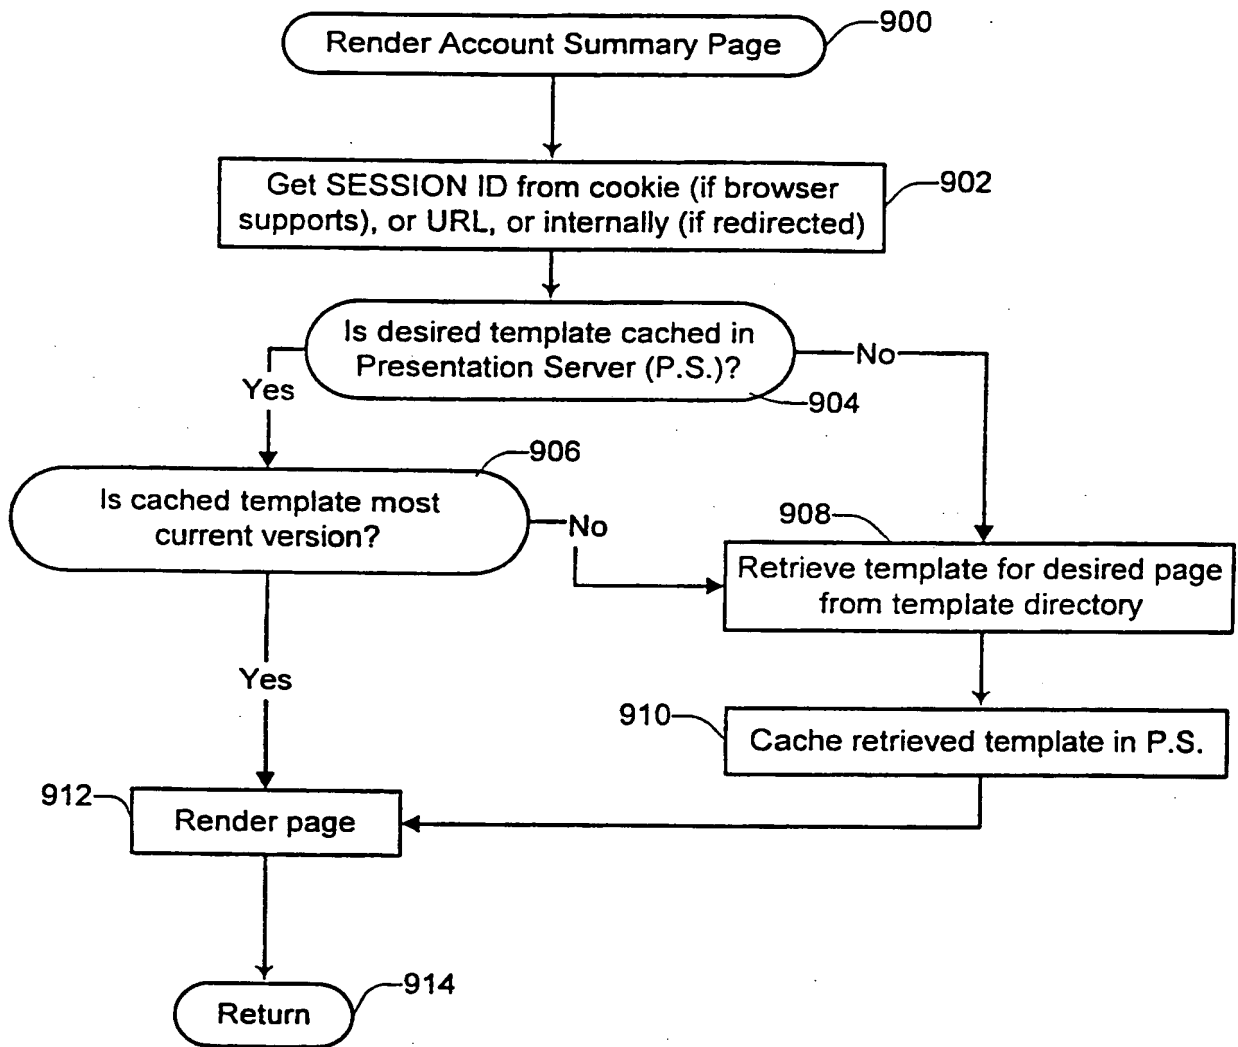 Render Account Summary Page
900
Get SESSION ID from cookie (if browser
supports), or URL, or internally (if redirected)
902
Is desired template cached in
Presentation Server (P.S.)?
904
Yes
No
906
Is cached template most
current version?
No
908
Retrieve template for desired page
from template directory
Yes
910
Cache retrieved template in P.S.
912
Render page
914
Return